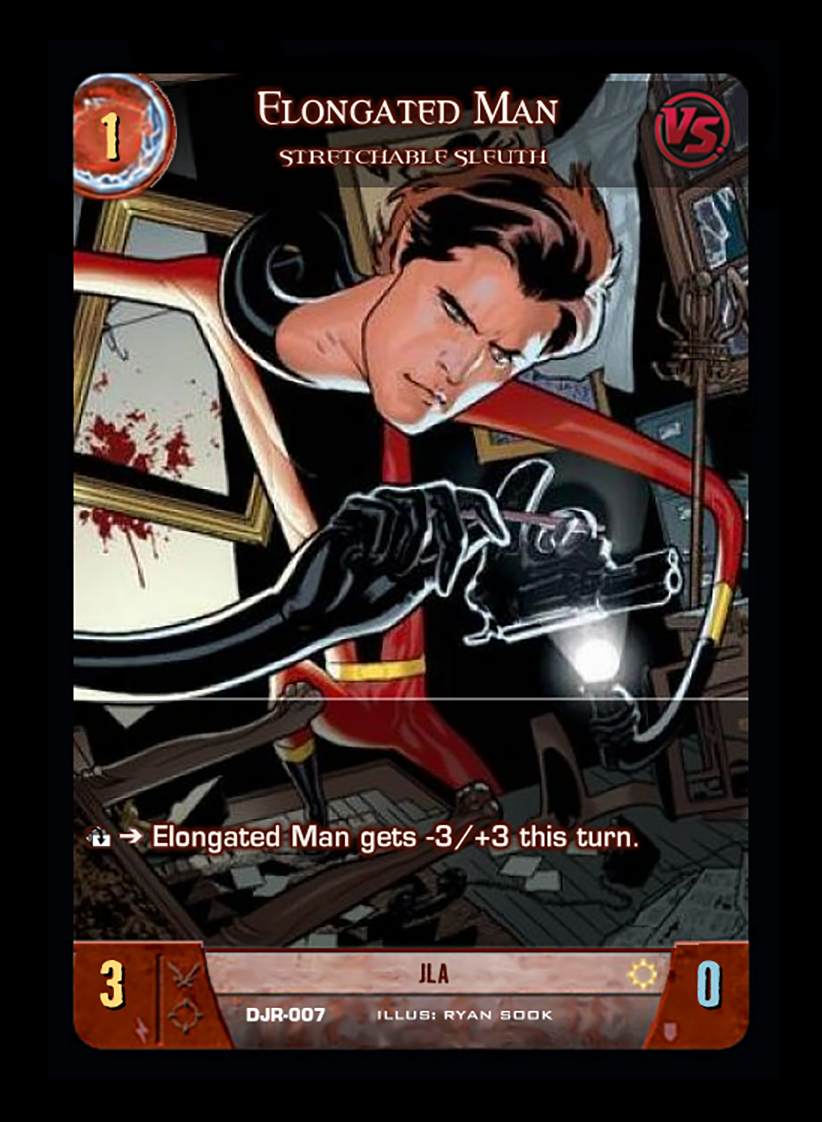 1
Elongated Man
VS.
Stretchable Sleuth
→ Elongated Man gets -3/+3 this turn.
3
JLA
0
DJR-007 ILLUS: RYAN SOOK